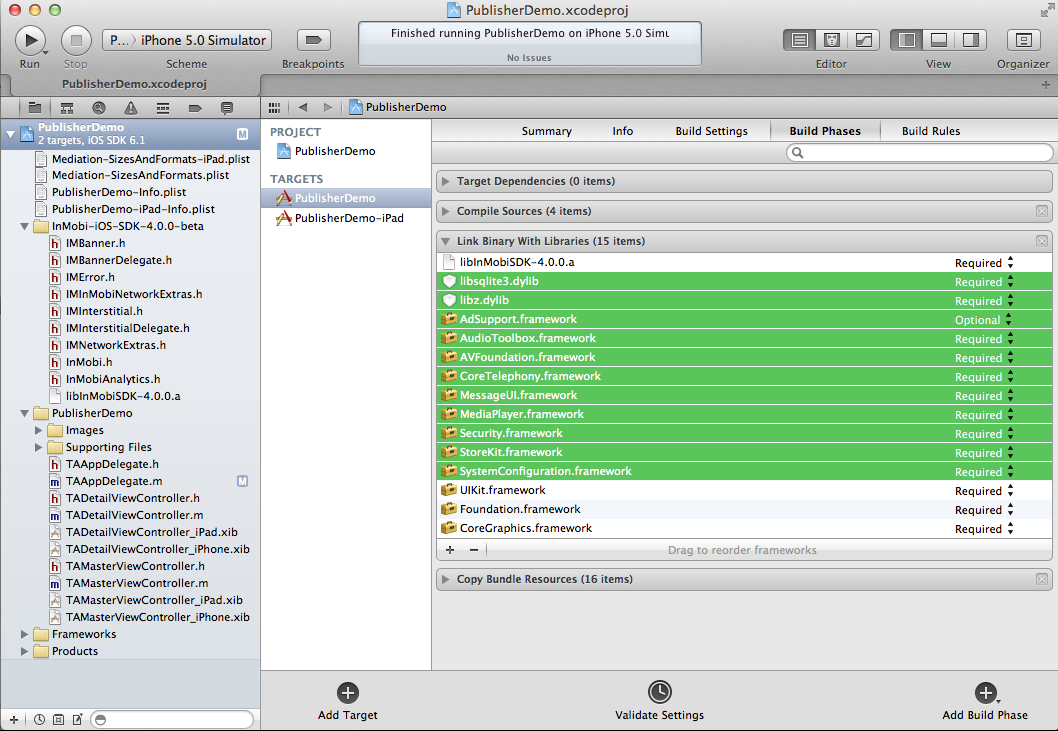 PublisherDemo.xcodeproj
P... iPhone 5.0 Simulator
Finished running PublisherDemo on iPhone 5.0 Simu
No Issues
Run
Stop
Scheme
Breakpoints
Editor
View
Organizer
PublisherDemo.xcodeproj
PublisherDemo
2 targets, iOS SDK 6.1
M
Mediation-SizesAndFormats-iPad.plist
Mediation-SizesAndFormats.plist
PublisherDemo-Info.plist
PublisherDemo-iPad-Info.plist
InMobi-iOS-SDK-4.0.0-beta
h IMBanner.h
h IMBannerDelegate.h
h IMError.h
h IMInMobiNetworkExtras.h
h IMInterstitial.h
h IMInterstitialDelegate.h
h IMNetworkExtras.h
h InMobi.h
h InMobiAnalytics.h
libInMobiSDK-4.0.0.a
PublisherDemo
Images
Supporting Files
h TAAppDelegate.h
m TAAppDelegate.m M
h TADetailViewController.h
m TADetailViewController.m
TADetailViewController_iPad.xib
TADetailViewController_iPhone.xib
h TAMasterViewController.h
m TAMasterViewController.m
TAMasterViewController_iPad.xib
TAMasterViewController_iPhone.xib
Frameworks
Products
PublisherDemo
PROJECT
PublisherDemo
TARGETS
PublisherDemo
PublisherDemo-iPad
Summary Info Build Settings Build Phases Build Rules
Target Dependencies (0 items)
Compile Sources (4 items)
Link Binary With Libraries (15 items)
libInMobiSDK-4.0.0.a Required
libsqlite3.dylib Required
libz.dylib Required
AdSupport.framework Optional
AudioToolbox.framework Required
AVFoundation.framework Required
CoreTelephony.framework Required
MessageUI.framework Required
MediaPlayer.framework Required
Security.framework Required
StoreKit.framework Required
SystemConfiguration.framework Required
UIKit.framework Required
Foundation.framework Required
CoreGraphics.framework Required
+ − Drag to reorder frameworks
Copy Bundle Resources (16 items)
Add Target
Validate Settings
Add Build Phase